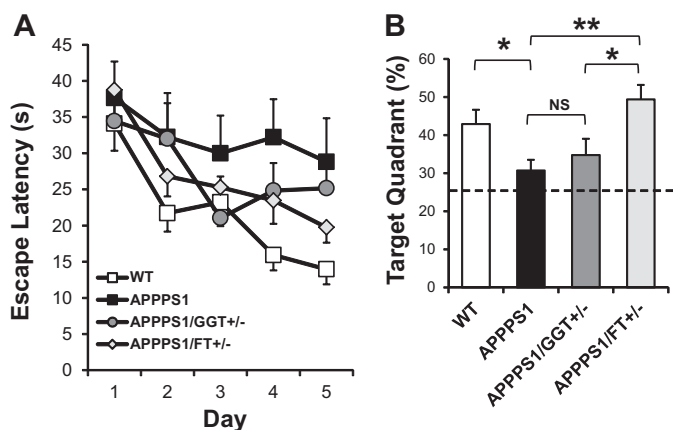 A
Escape Latency (s)
45
40
35
30
25
20
15
10
5
0
WT
APPPS1
APPPS1/GGT+/-
APPPS1/FT+/-
1 2 3 4 5
Day
B
Target Quadrant (%)
60
50
40
30
20
10
0
**
* *
NS
WT
APPPS1
APPPS1/GGT+/-
APPPS1/FT+/-